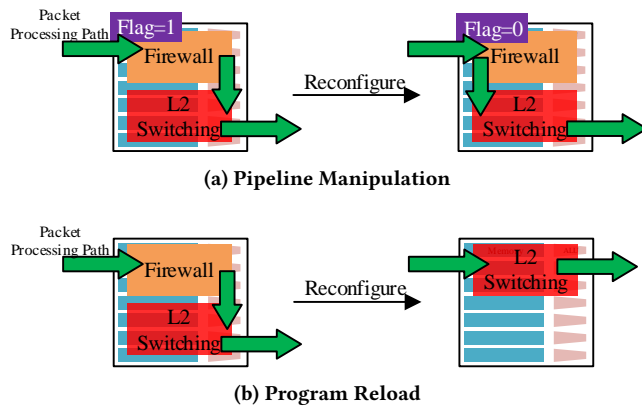 Packet
Processing Path
Flag=1
Firewall
L2
Switching
Reconfigure
Flag=0
Firewall
L2
Switching
(a) Pipeline Manipulation
Packet
Processing Path
Firewall
L2
Switching
Reconfigure
L2
Switching
(b) Program Reload